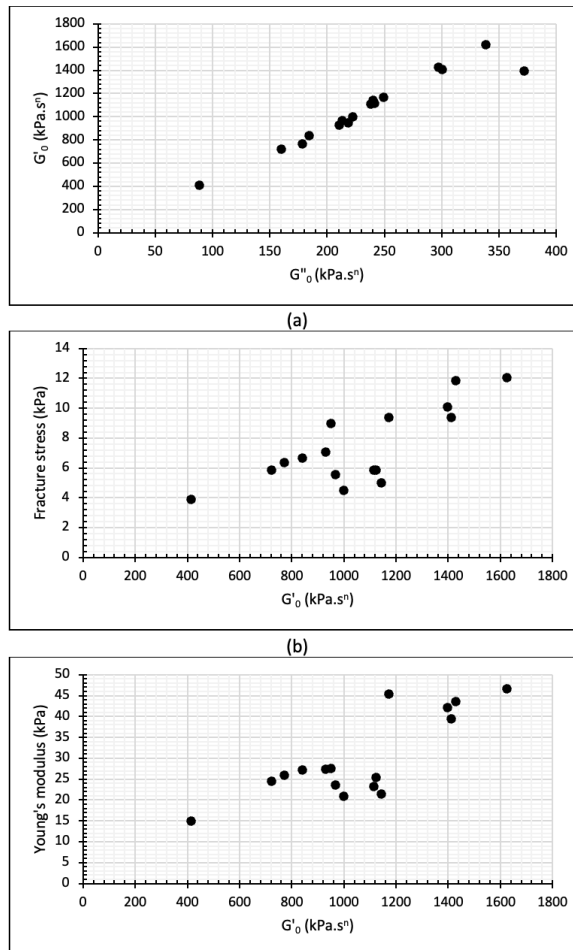 1800
1600
1400
1200
1000
800
600
400
200
0
G'₀ (kPa.sⁿ)
0 50 100 150 200 250 300 350 400
G"₀ (kPa.sⁿ)
(a)
14
12
10
8
6
4
2
0
Fracture stress (kPa)
0 200 400 600 800 1000 1200 1400 1600 1800
G'₀ (kPa.sⁿ)
(b)
50
45
40
35
30
25
20
15
10
5
0
Young's modulus (kPa)
0 200 400 600 800 1000 1200 1400 1600 1800
G'₀ (kPa.sⁿ)